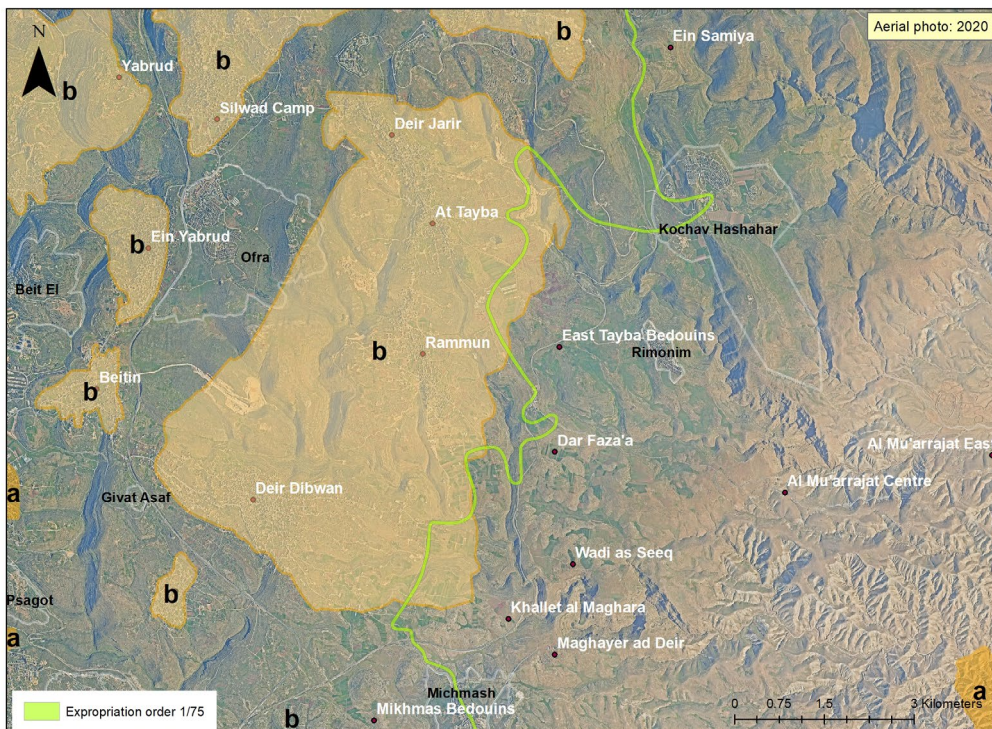 Aerial photo: 2020
N
b
Ein Samiya
b
Yabrud
b
Silwad Camp
Deir Jarir
At Tayba
Kochav Hashahar
b
Ein Yabrud
Ofra
Beit El
East Tayba Bedouins
b
Rammun
Rimonim
b
Beitin
Dar Faza'a
Al Mu'arrajat East
Al Mu'arrajat Centre
a
Givat Asaf
Deir Dibwan
Wadi as Seeq
b
Psagot
Khallet al Maghara
a
Maghayer ad Deir
a
Michmash
Mikhmas Bedouins
b
Expropriation order 1/75
0 0.75 1.5 3 Kilometers